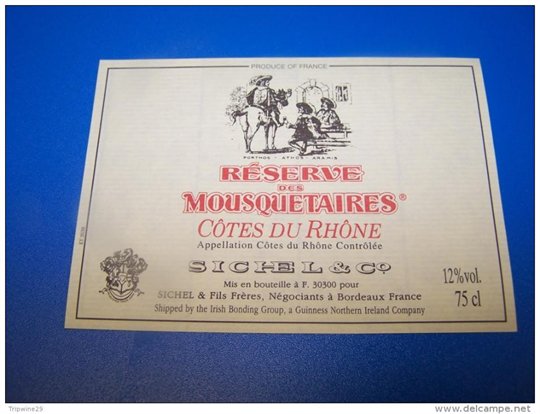 PRODUCE OF FRANCE
PORTHOS - ATHOS - ARAMIS
RÉSERVE
DES
MOUSQUETAIRES®
CÔTES DU RHÔNE
Appellation Côtes du Rhône Contrôlée
SICHEL & Cº
Mis en bouteille à F. 30300 pour
SICHEL & Fils Frères, Négociants à Bordeaux France
Shipped by the Irish Bonding Group, a Guinness Northern Ireland Company
12% vol.
75 cl
Tripwine29
delcampe.net